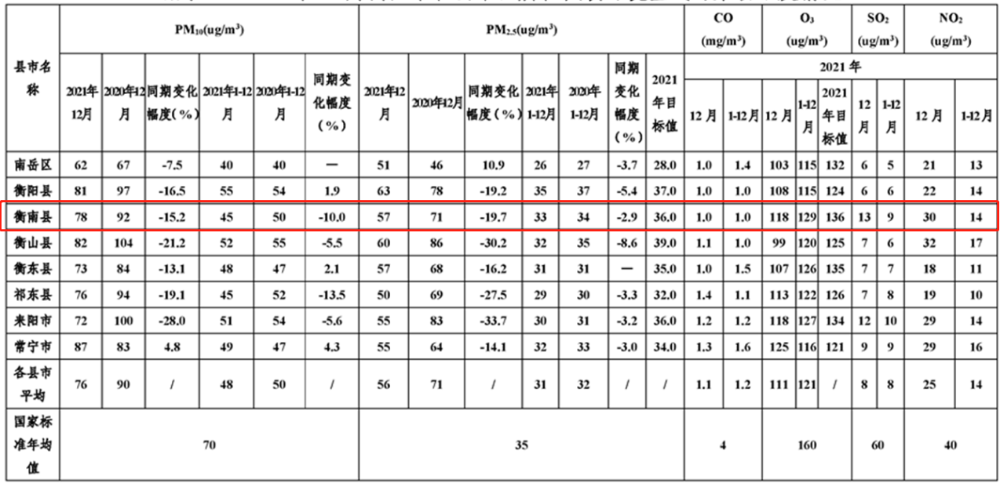 县市名称 PM10(ug/m³) PM2.5(ug/m³) CO (mg/m³) O3 (ug/m³) SO2 (ug/m³) NO2 (ug/m³)
2021年12月 2020年12月 同期变化幅度(%) 2021年1-12月 2020年1-12月 同期变化幅度(%) 2021年12月 2020年12月 同期变化幅度(%) 2021年1-12月 2020年1-12月 同期变化幅度(%) 2021年目标值 2021年
12月 1-12月 12月 1-12月 2021年目标值 12月 1-12月 12月 1-12月
南岳区 62 67 -7.5 40 40 — 51 46 10.9 26 27 -3.7 28.0 1.0 1.4 103 115 132 6 5 21 13
衡阳县 81 97 -16.5 55 54 1.9 63 78 -19.2 35 37 -5.4 37.0 1.0 1.0 108 115 124 6 6 22 14
衡南县 78 92 -15.2 45 50 -10.0 57 71 -19.7 33 34 -2.9 36.0 1.0 1.0 118 129 136 13 9 30 14
衡山县 82 104 -21.2 52 55 -5.5 60 86 -30.2 32 35 -8.6 39.0 1.1 1.0 99 120 125 7 6 32 17
衡东县 73 84 -13.1 48 47 2.1 57 68 -16.2 31 31 — 35.0 1.0 1.5 107 126 135 7 7 18 11
祁东县 76 94 -19.1 45 52 -13.5 50 69 -27.5 29 30 -3.3 32.0 1.4 1.1 113 122 126 7 8 19 10
耒阳市 72 100 -28.0 51 54 -5.6 55 83 -33.7 30 31 -3.2 36.0 1.2 1.2 118 127 134 12 10 29 14
常宁市 87 83 4.8 49 47 4.3 55 64 -14.1 32 33 -3.0 34.0 1.3 1.6 125 116 121 9 9 29 16
各县市平均 76 90 / 48 50 / 56 71 / 31 32 / / 1.1 1.2 111 121 / 8 8 25 14
国家标准年均值 70 35 4 160 60 40